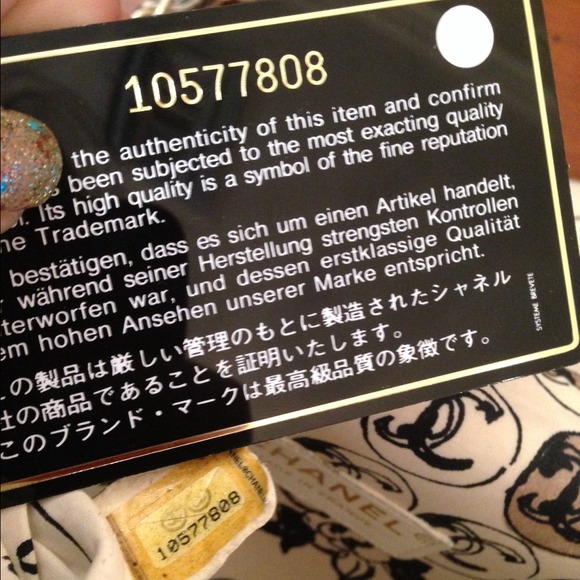 10577808
the authenticity of this item and confirm
been subjected to the most exacting quality
Its high quality is a symbol of the fine reputation
Trademark.
bestätigen, dass es sich um einen Artikel handelt,
während seiner Herstellung strengsten Kontrollen
terworfen war, und dessen erstklassige Qualität
em hohen Ansehen unserer Marke entspricht.
の製品は厳しい管理のもとに製造されたシャネル
社の商品であることを証明いたします。
このブランド・マークは最高級品質の象徴です。
SYSTEME BREVETE
10577808
CHANEL